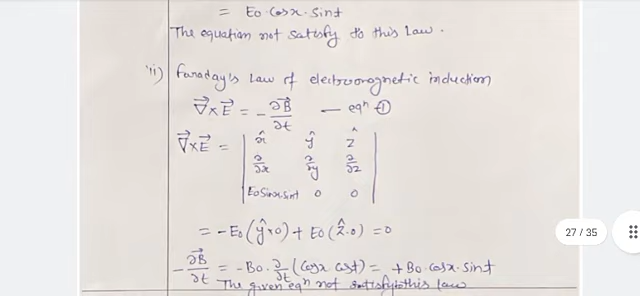 = E0 cosx. sint
The equation not satisfy to this Law.
ii) Faraday's Law of electromagnetic induction
∇⃗×E⃗ = -∂B⃗/∂t — eqⁿ ①
∇⃗×E⃗ = | x̂ ŷ ẑ |
| ∂/∂x ∂/∂y ∂/∂z |
| E0 sinx.sint 0 0 |
= -E0(ŷ×0) + E0(ẑ.0) = 0
-∂B⃗/∂t = -B0. ∂/∂t (cosx cost) = +B0. cosx. sint
The given eqⁿ not satisfy this law
27 / 35